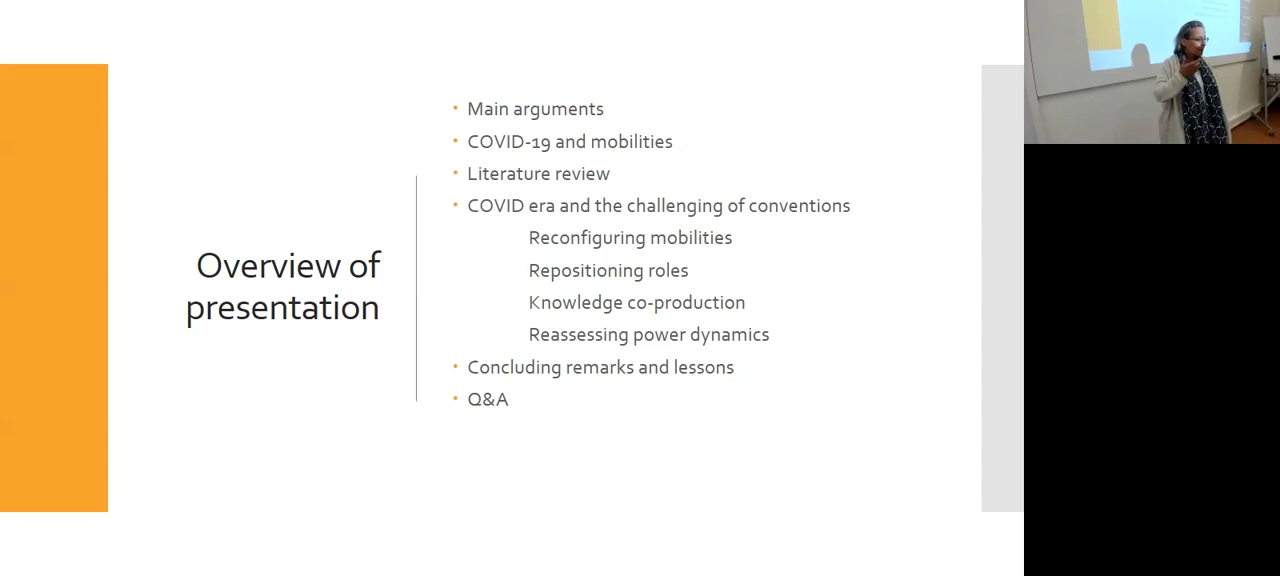 Overview of
presentation
• Main arguments
• COVID-19 and mobilities
• Literature review
• COVID era and the challenging of conventions
Reconfiguring mobilities
Repositioning roles
Knowledge co-production
Reassessing power dynamics
• Concluding remarks and lessons
• Q&A